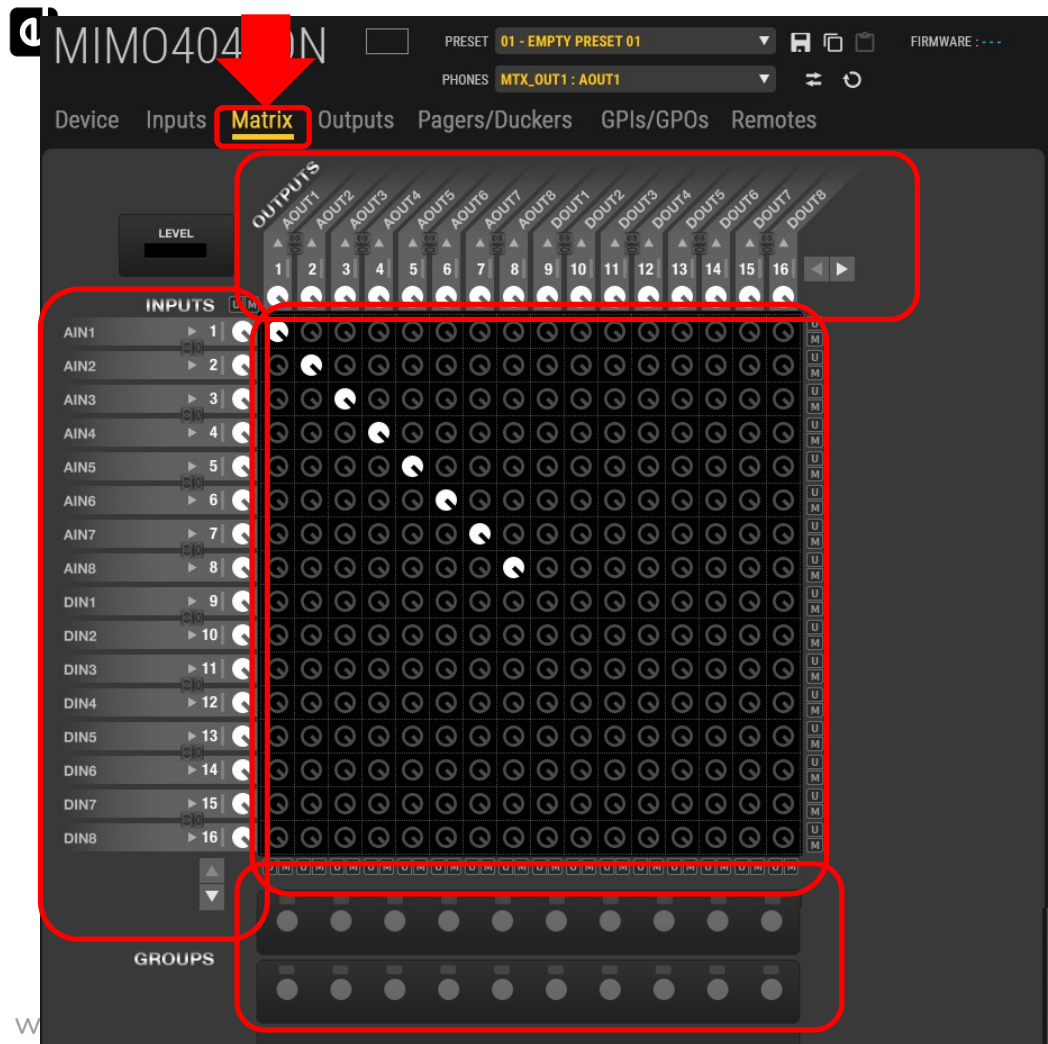 PRESET 01 - EMPTY PRESET 01 FIRMWARE : ---
PHONES MTX_OUT1 : AOUT1
Device Inputs Matrix Outputs Pagers/Duckers GPIs/GPOs Remotes
OUTPUTS AOUT1 AOUT2 AOUT3 AOUT4 AOUT5 AOUT6 AOUT7 AOUT8 DOUT1 DOUT2 DOUT3 DOUT4 DOUT5 DOUT6 DOUT7 DOUT8
LEVEL
1 2 3 4 5 6 7 8 9 10 11 12 13 14 15 16
INPUTS U M
AIN1 1 U M
AIN2 2 U M
AIN3 3 U M
AIN4 4 U M
AIN5 5 U M
AIN6 6 U M
AIN7 7 U M
AIN8 8 U M
DIN1 9 U M
DIN2 10 U M
DIN3 11 U M
DIN4 12 U M
DIN5 13 U M
DIN6 14 U M
DIN7 15 U M
DIN8 16 U M
U M U M U M U M U M U M U M U M U M U M U M U M U M U M U M U M
GROUPS